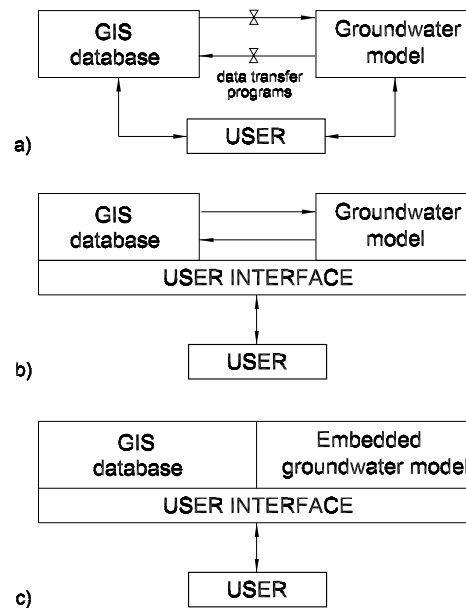 GIS
database
Groundwater
model
data transfer
programs
USER
a)
GIS
database
Groundwater
model
USER INTERFACE
USER
b)
GIS
database
Embedded
groundwater model
USER INTERFACE
USER
c)